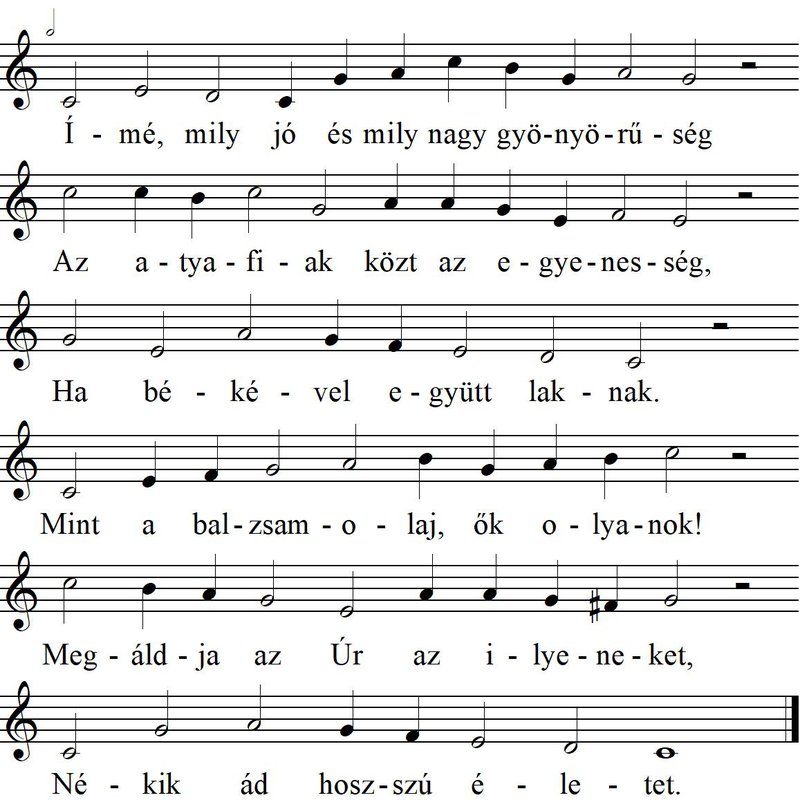 Í - mé, mily jó és mily nagy gyö-nyö-rű-ség
Az a-tya-fi-ak közt az e-gye-nes-ség,
Ha bé-ké-vel e-gyütt lak-nak.
Mint a bal-zsam-o-laj, ők o-lya-nok!
Meg-áld-ja az Úr az i-lye-ne-ket,
Né-kik ád hosz-szú é-le-tet.